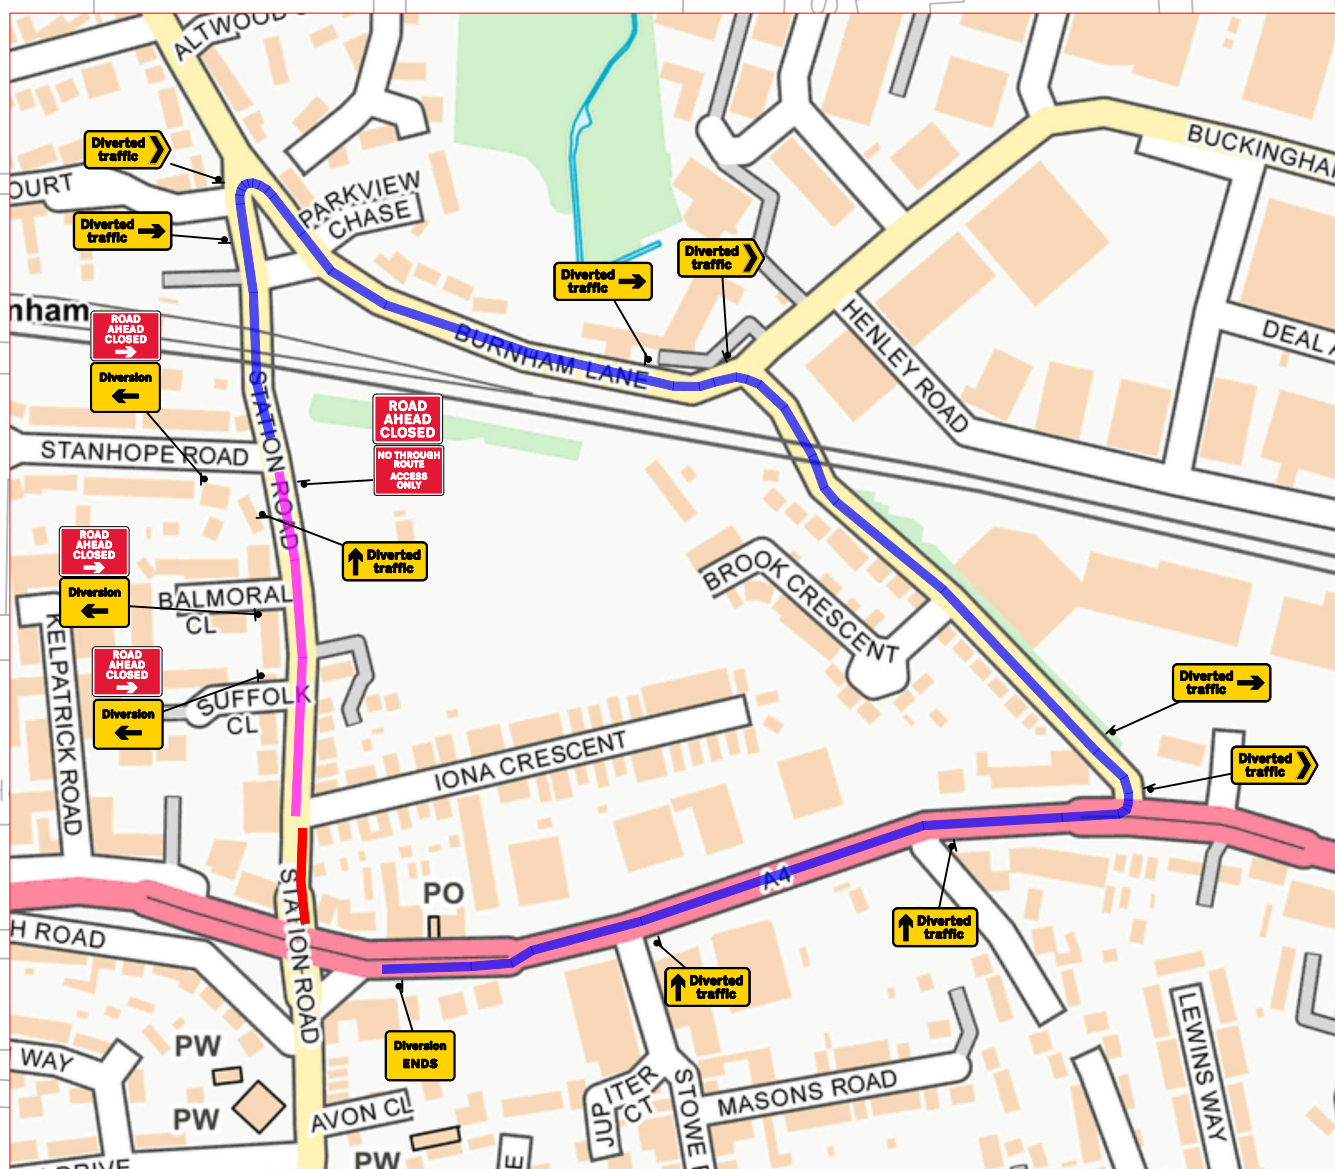 ALTWOOD
BUCKINGHA
Diverted
traffic
OURT
PARKVIEW
CHASE
Diverted
traffic
Diverted
traffic
Diverted
traffic
nham
ROAD
AHEAD
CLOSED
Diversion
BURNHAM LANE
HENLEY ROAD
DEAL A
STATION ROAD
ROAD
AHEAD
CLOSED
NO THROUGH
ROUTE
ACCESS
ONLY
STANHOPE ROAD
Diverted
traffic
ROAD
AHEAD
CLOSED
Diversion
BALMORAL
CL
BROOK CRESCENT
KELPATRICK ROAD
ROAD
AHEAD
CLOSED
Diversion
SUFFOLK
CL
Diverted
traffic
IONA CRESCENT
Diverted
traffic
STATION ROAD
PO
A4
H ROAD
Diverted
traffic
Diverted
traffic
Diversion
ENDS
LEWINS WAY
WAY
PW
PW
AVON CL
JUPITER
CT
STOWE R
MASONS ROAD
DRIVE
PW
E